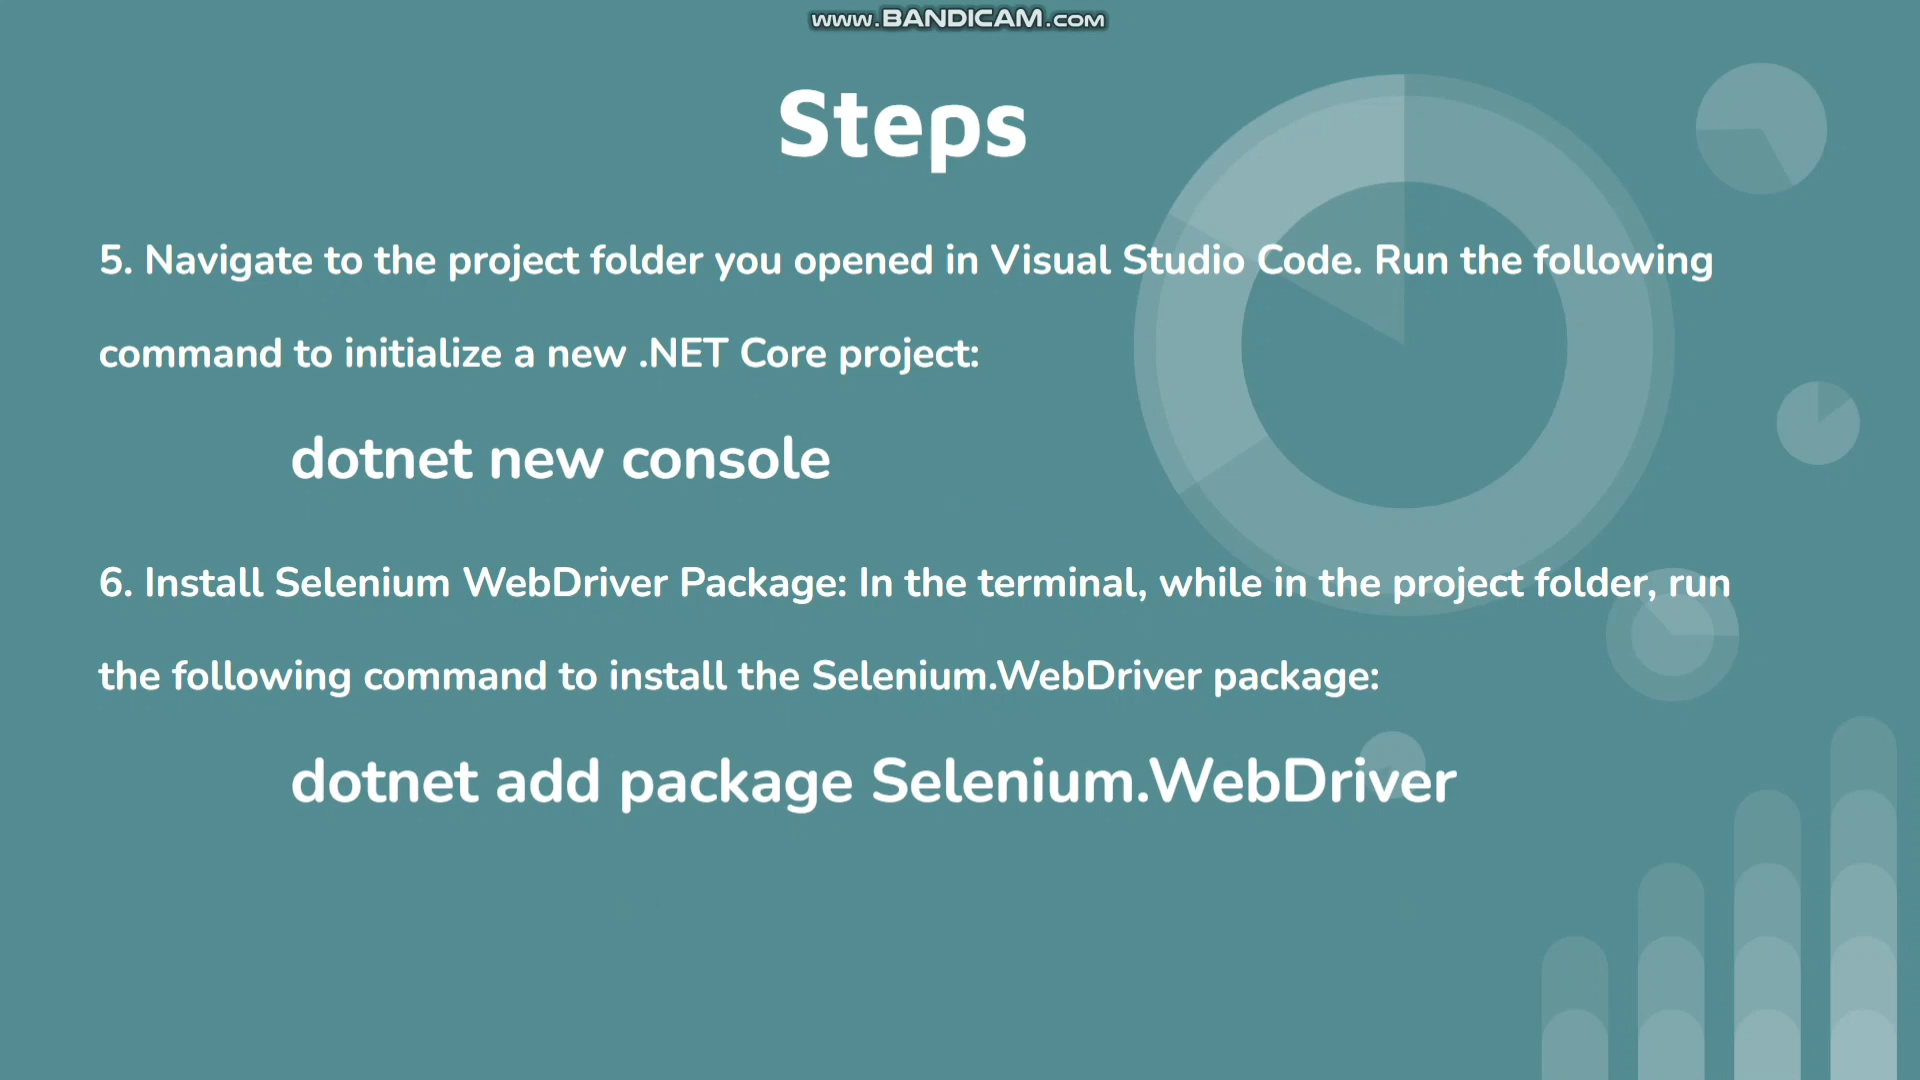 www.BANDICAM.com
Steps
5. Navigate to the project folder you opened in Visual Studio Code. Run the following
command to initialize a new .NET Core project:
dotnet new console
6. Install Selenium WebDriver Package: In the terminal, while in the project folder, run
the following command to install the Selenium.WebDriver package:
dotnet add package Selenium.WebDriver